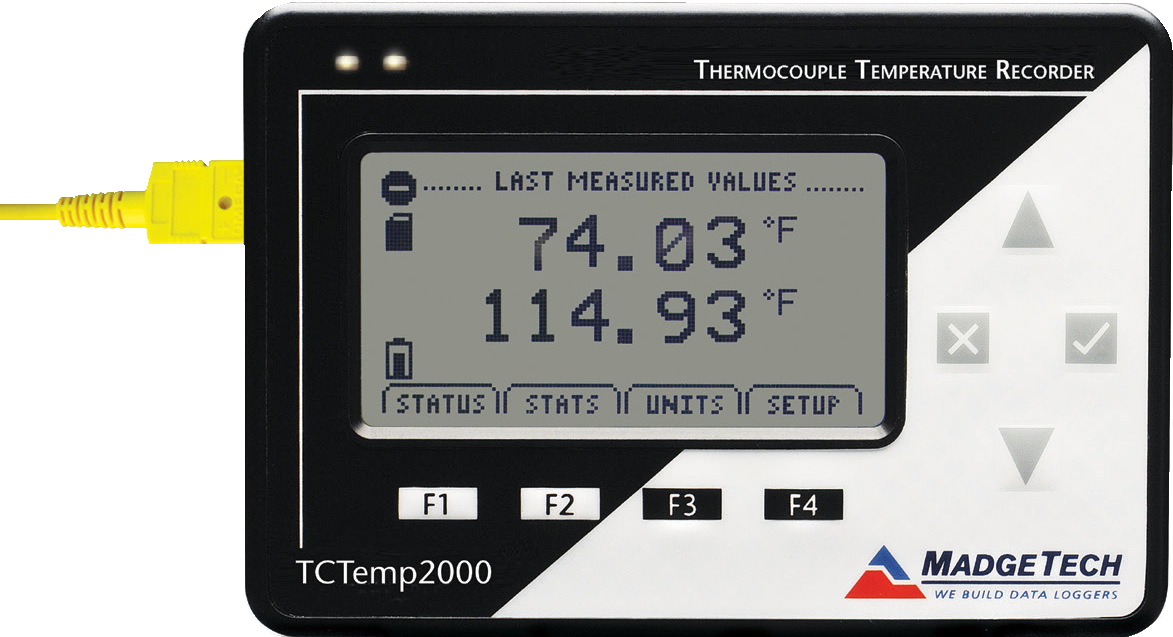 THERMOCOUPLE TEMPERATURE RECORDER
........ LAST MEASURED VALUES ........
74.03 °F
114.93 °F
STATUS STATS UNITS SETUP
F1 F2 F3 F4
TCTemp2000
MADGETECH
WE BUILD DATA LOGGERS